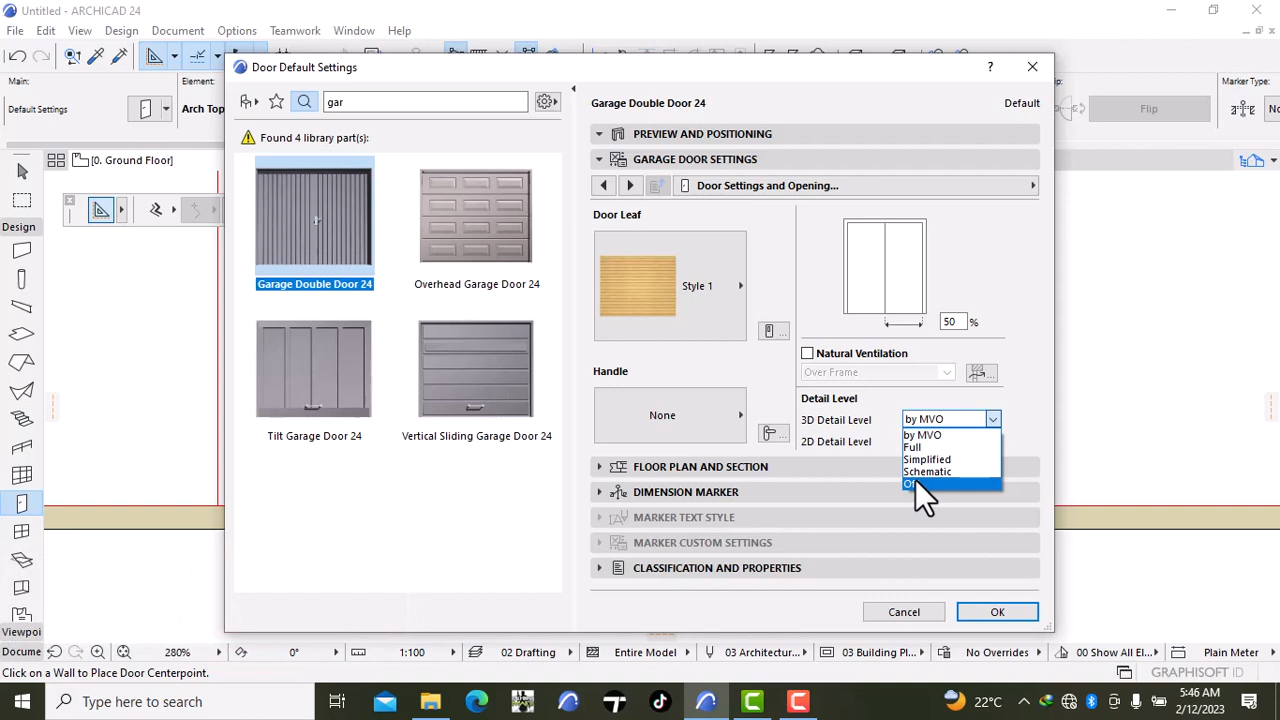 Untitled - ARCHICAD 24
File Edit View Design Document Options Teamwork Window Help
Main:
Element:
Marker Type:
Default Settings
Arch Top
Flip
[0. Ground Floor]
Design
Viewpoi
Docume
Door Default Settings
?
gar
Found 4 library part(s):
Garage Double Door 24
Overhead Garage Door 24
Tilt Garage Door 24
Vertical Sliding Garage Door 24
Garage Double Door 24
Default
PREVIEW AND POSITIONING
GARAGE DOOR SETTINGS
Door Settings and Opening...
Door Leaf
Style 1
50 %
Natural Ventilation
Over Frame
Handle
None
Detail Level
3D Detail Level
by MVO
2D Detail Level
by MVO
Full
Simplified
Schematic
FLOOR PLAN AND SECTION
DIMENSION MARKER
MARKER TEXT STYLE
MARKER CUSTOM SETTINGS
CLASSIFICATION AND PROPERTIES
Cancel
OK
280%
0°
1:100
02 Drafting
Entire Model
03 Architectur...
03 Building Pl...
No Overrides
00 Show All El...
Plain Meter
Click on a Wall to Place Door Centerpoint.
GRAPHISOFT ID
Type here to search
22°C
5:46 AM
2/12/2023